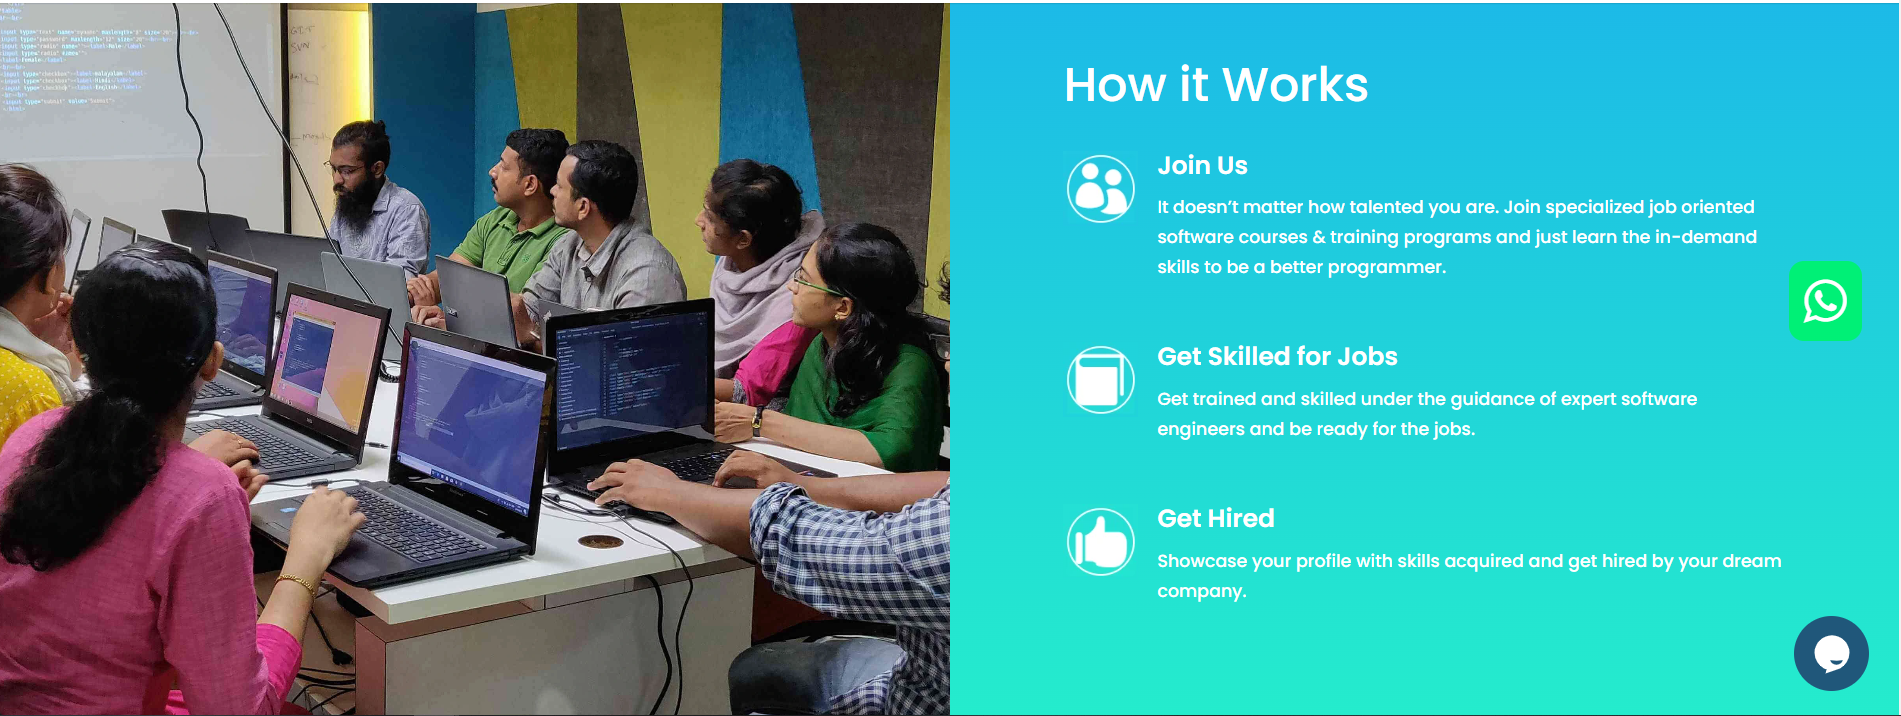 How it Works
Join Us
It doesn’t matter how talented you are. Join specialized job oriented
software courses & training programs and just learn the in-demand
skills to be a better programmer.
Get Skilled for Jobs
Get trained and skilled under the guidance of expert software
engineers and be ready for the jobs.
Get Hired
Showcase your profile with skills acquired and get hired by your dream
company.